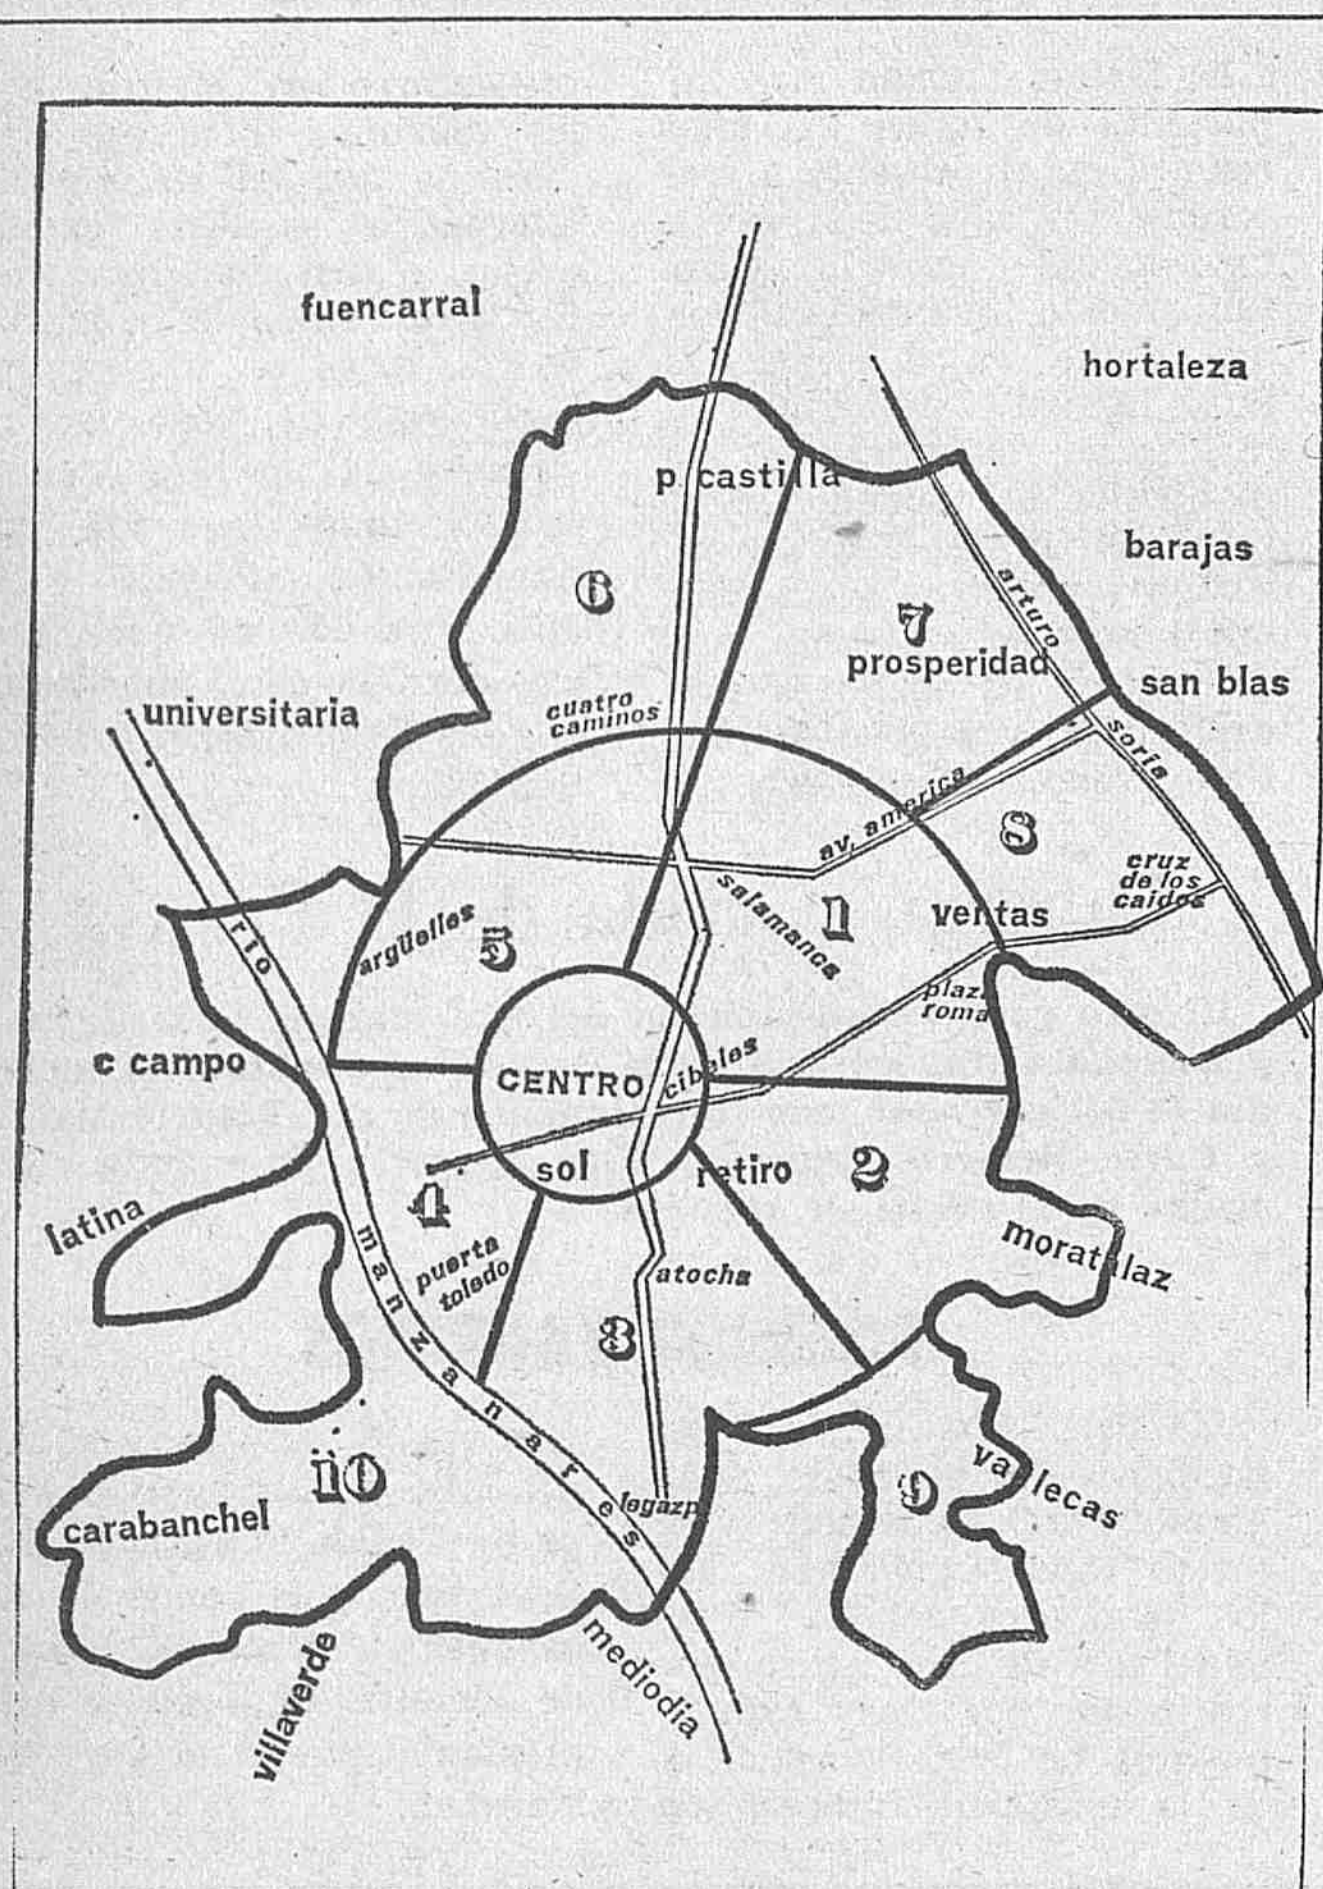 fuencarral
hortaleza
p. castilla
barajas
6
arturo
7
prosperidad
san blas
universitaria
cuatro
caminos
soria
av. america
8
cruz
de los
caidos
salamanca
1
ventas
argüelles
5
rio
plaza
roma
c campo
CENTRO
cibeles
sol
retiro
2
4
latina
moratalaz
puerta
toledo
atocha
manzanares
3
10
vallecas
9
legazpi
carabanchel
mediodia
villaverde